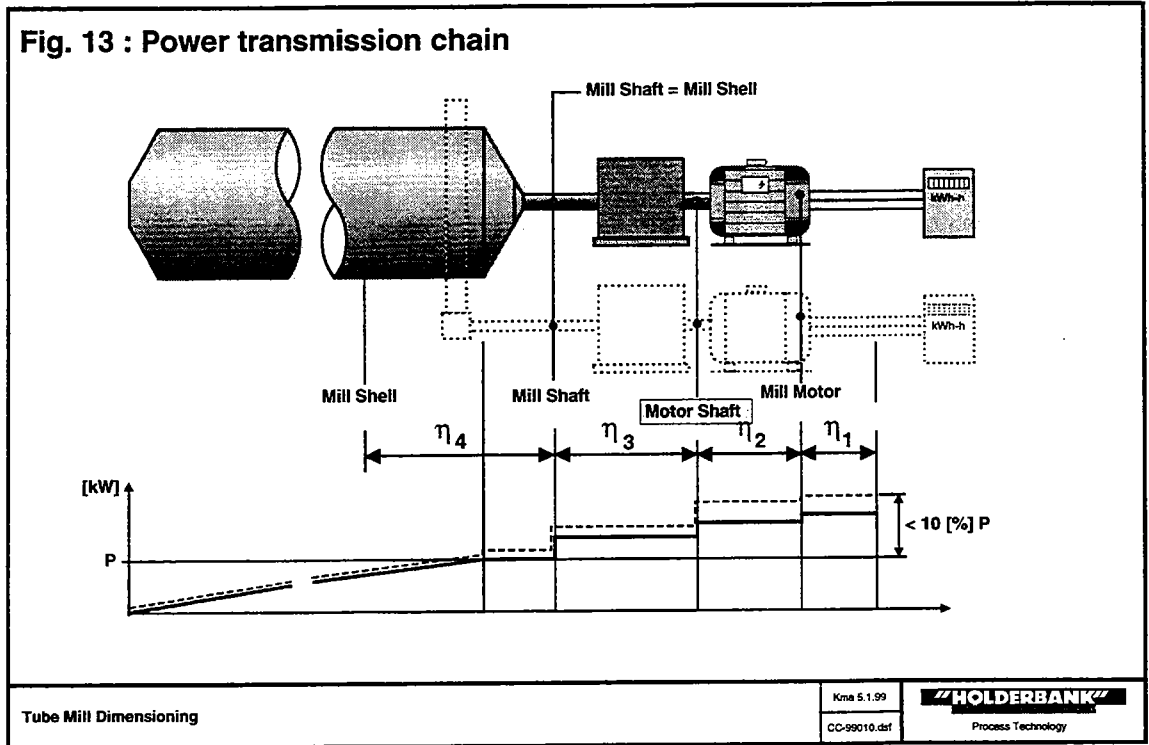 Fig. 13 : Power transmission chain
Mill Shaft = Mill Shell
kWh-h
kWh-h
Mill Shell
Mill Shaft
Motor Shaft
Mill Motor
η4
η3
η2
η1
[kW]
P
< 10 [%] P
Tube Mill Dimensioning
Kma 5.1.99
CC-99010.dsf
"HOLDERBANK"
Process Technology